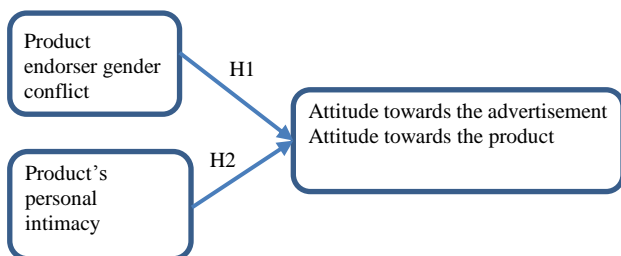 Product
endorser gender
conflict
H1
Attitude towards the advertisement
Attitude towards the product
H2
Product’s
personal
intimacy